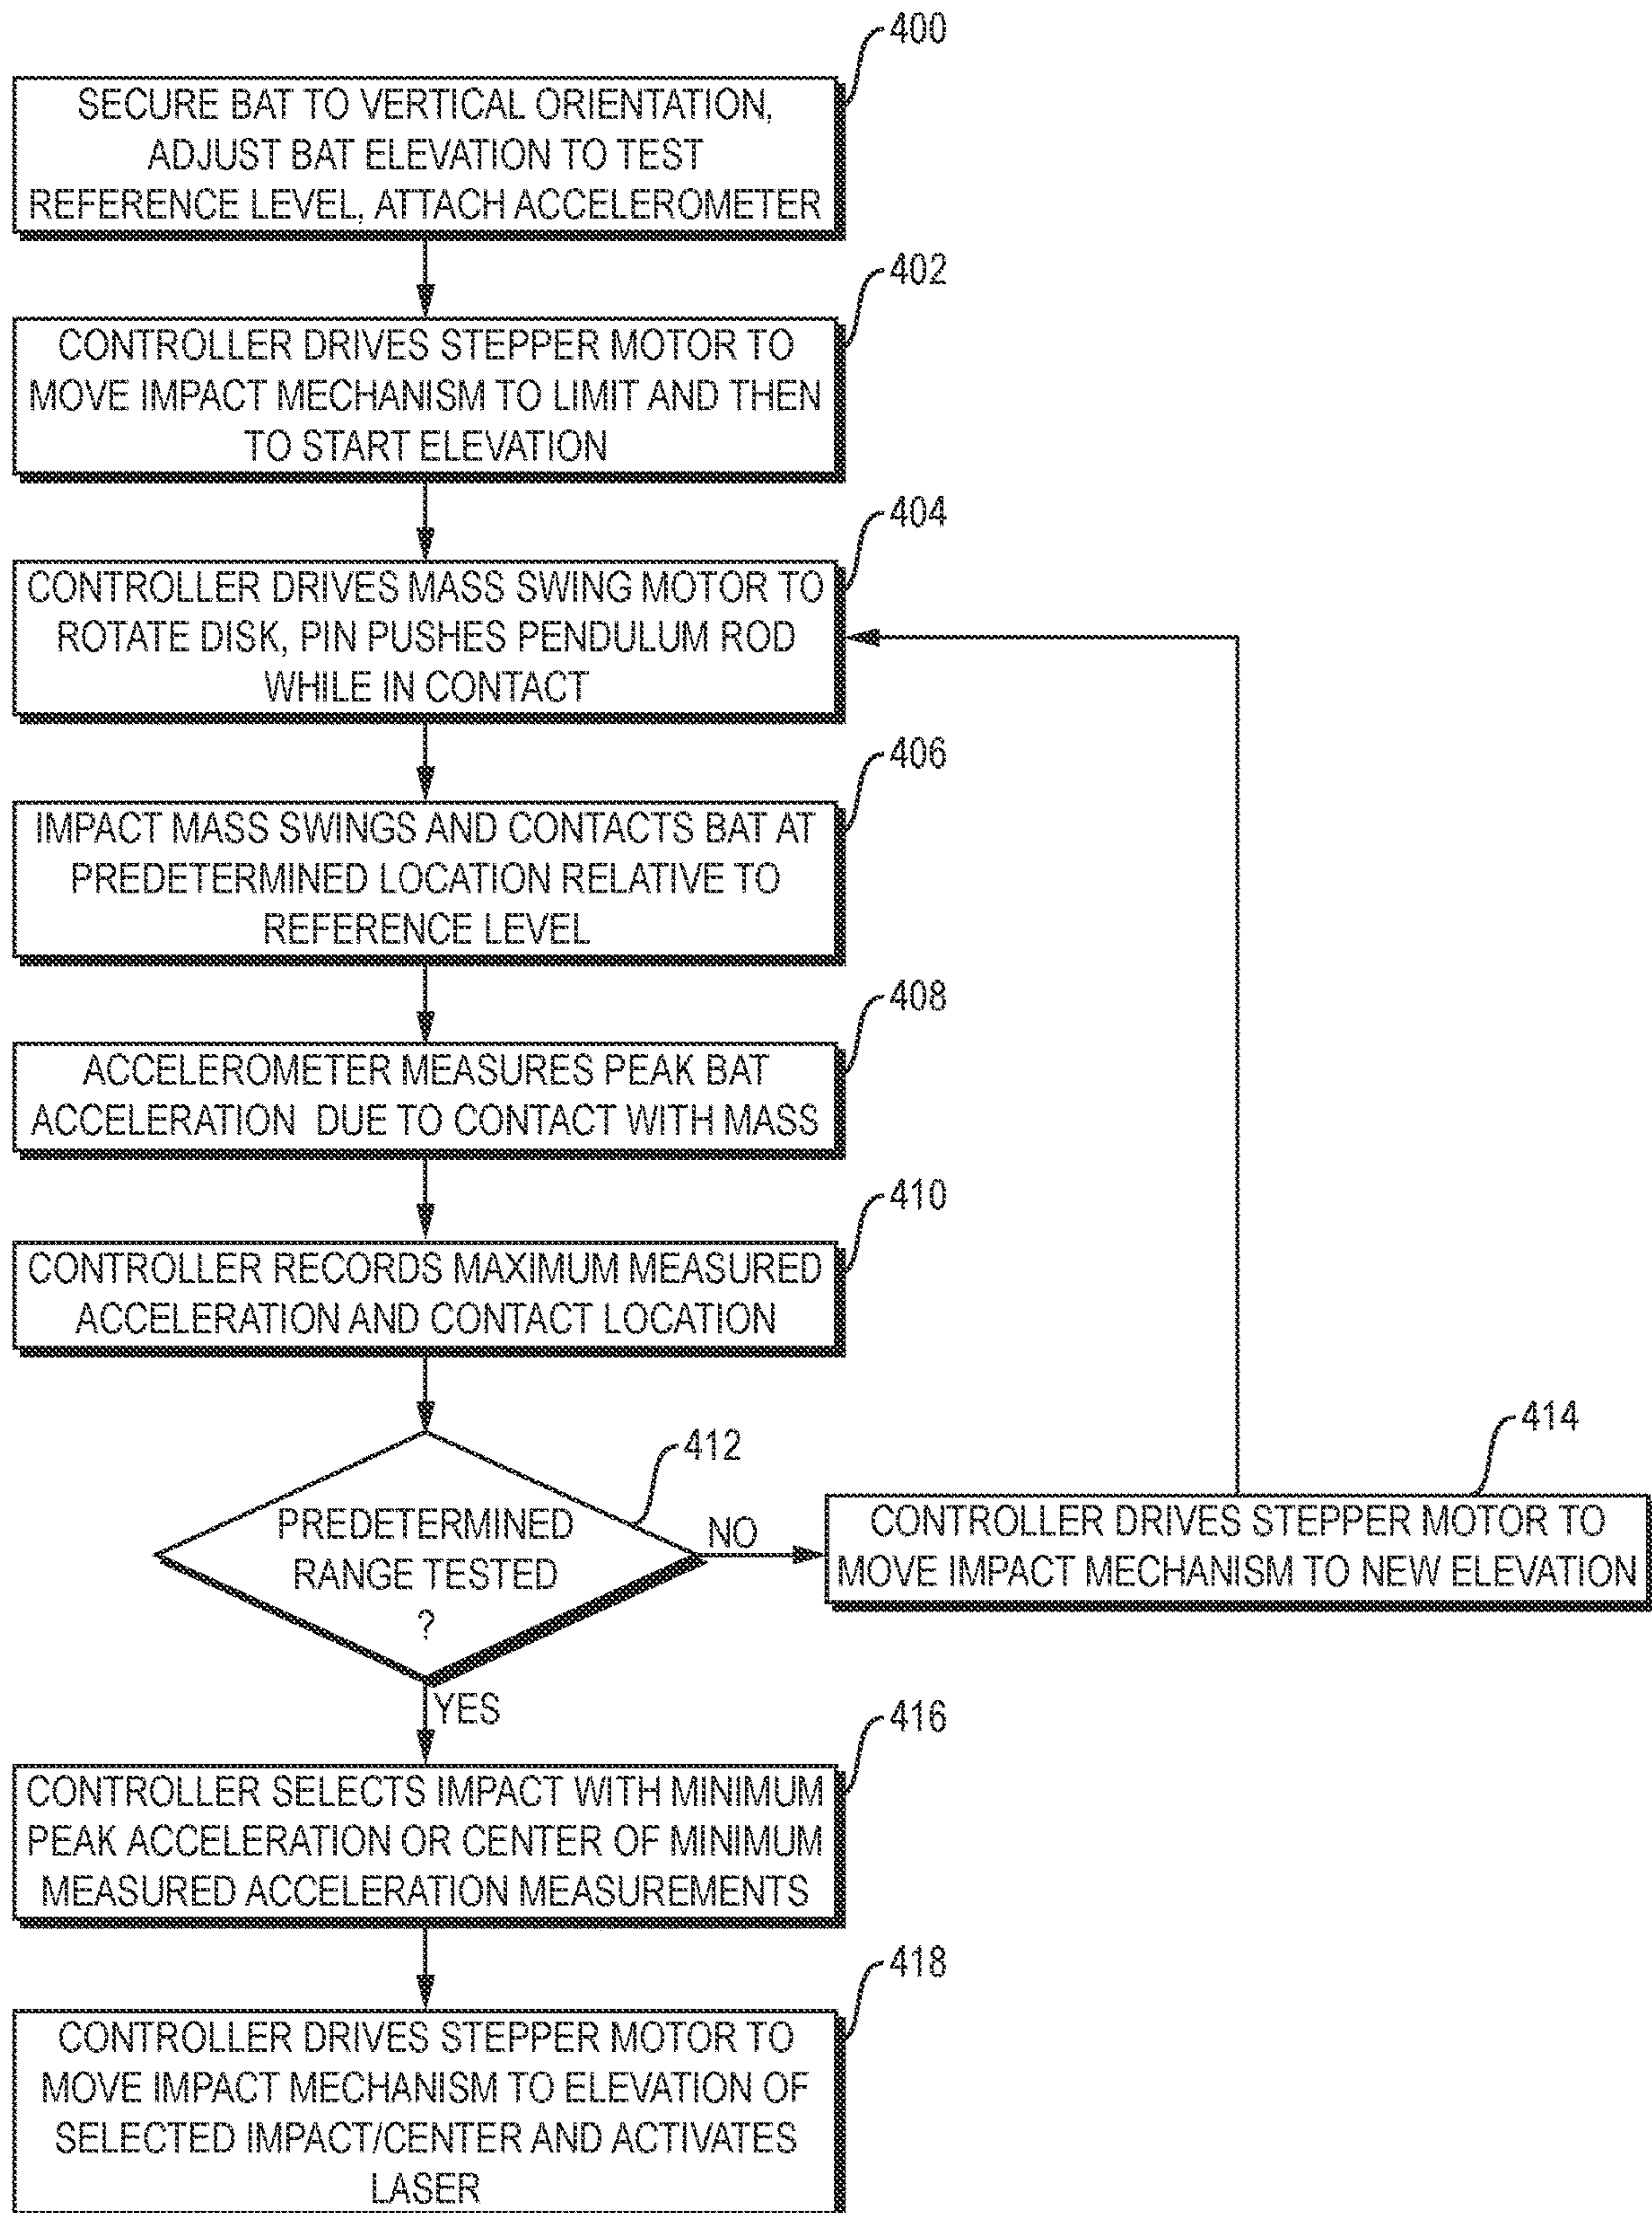 400
SECURE BAT TO VERTICAL ORIENTATION,
ADJUST BAT ELEVATION TO TEST
REFERENCE LEVEL, ATTACH ACCELEROMETER
402
CONTROLLER DRIVES STEPPER MOTOR TO
MOVE IMPACT MECHANISM TO LIMIT AND THEN
TO START ELEVATION
404
CONTROLLER DRIVES MASS SWING MOTOR TO
ROTATE DISK, PIN PUSHES PENDULUM ROD
WHILE IN CONTACT
406
IMPACT MASS SWINGS AND CONTACTS BAT AT
PREDETERMINED LOCATION RELATIVE TO
REFERENCE LEVEL
408
ACCELEROMETER MEASURES PEAK BAT
ACCELERATION DUE TO CONTACT WITH MASS
410
CONTROLLER RECORDS MAXIMUM MEASURED
ACCELERATION AND CONTACT LOCATION
412
PREDETERMINED
RANGE TESTED
?
NO
414
CONTROLLER DRIVES STEPPER MOTOR TO
MOVE IMPACT MECHANISM TO NEW ELEVATION
YES
416
CONTROLLER SELECTS IMPACT WITH MINIMUM
PEAK ACCELERATION OR CENTER OF MINIMUM
MEASURED ACCELERATION MEASUREMENTS
418
CONTROLLER DRIVES STEPPER MOTOR TO
MOVE IMPACT MECHANISM TO ELEVATION OF
SELECTED IMPACT/CENTER AND ACTIVATES
LASER